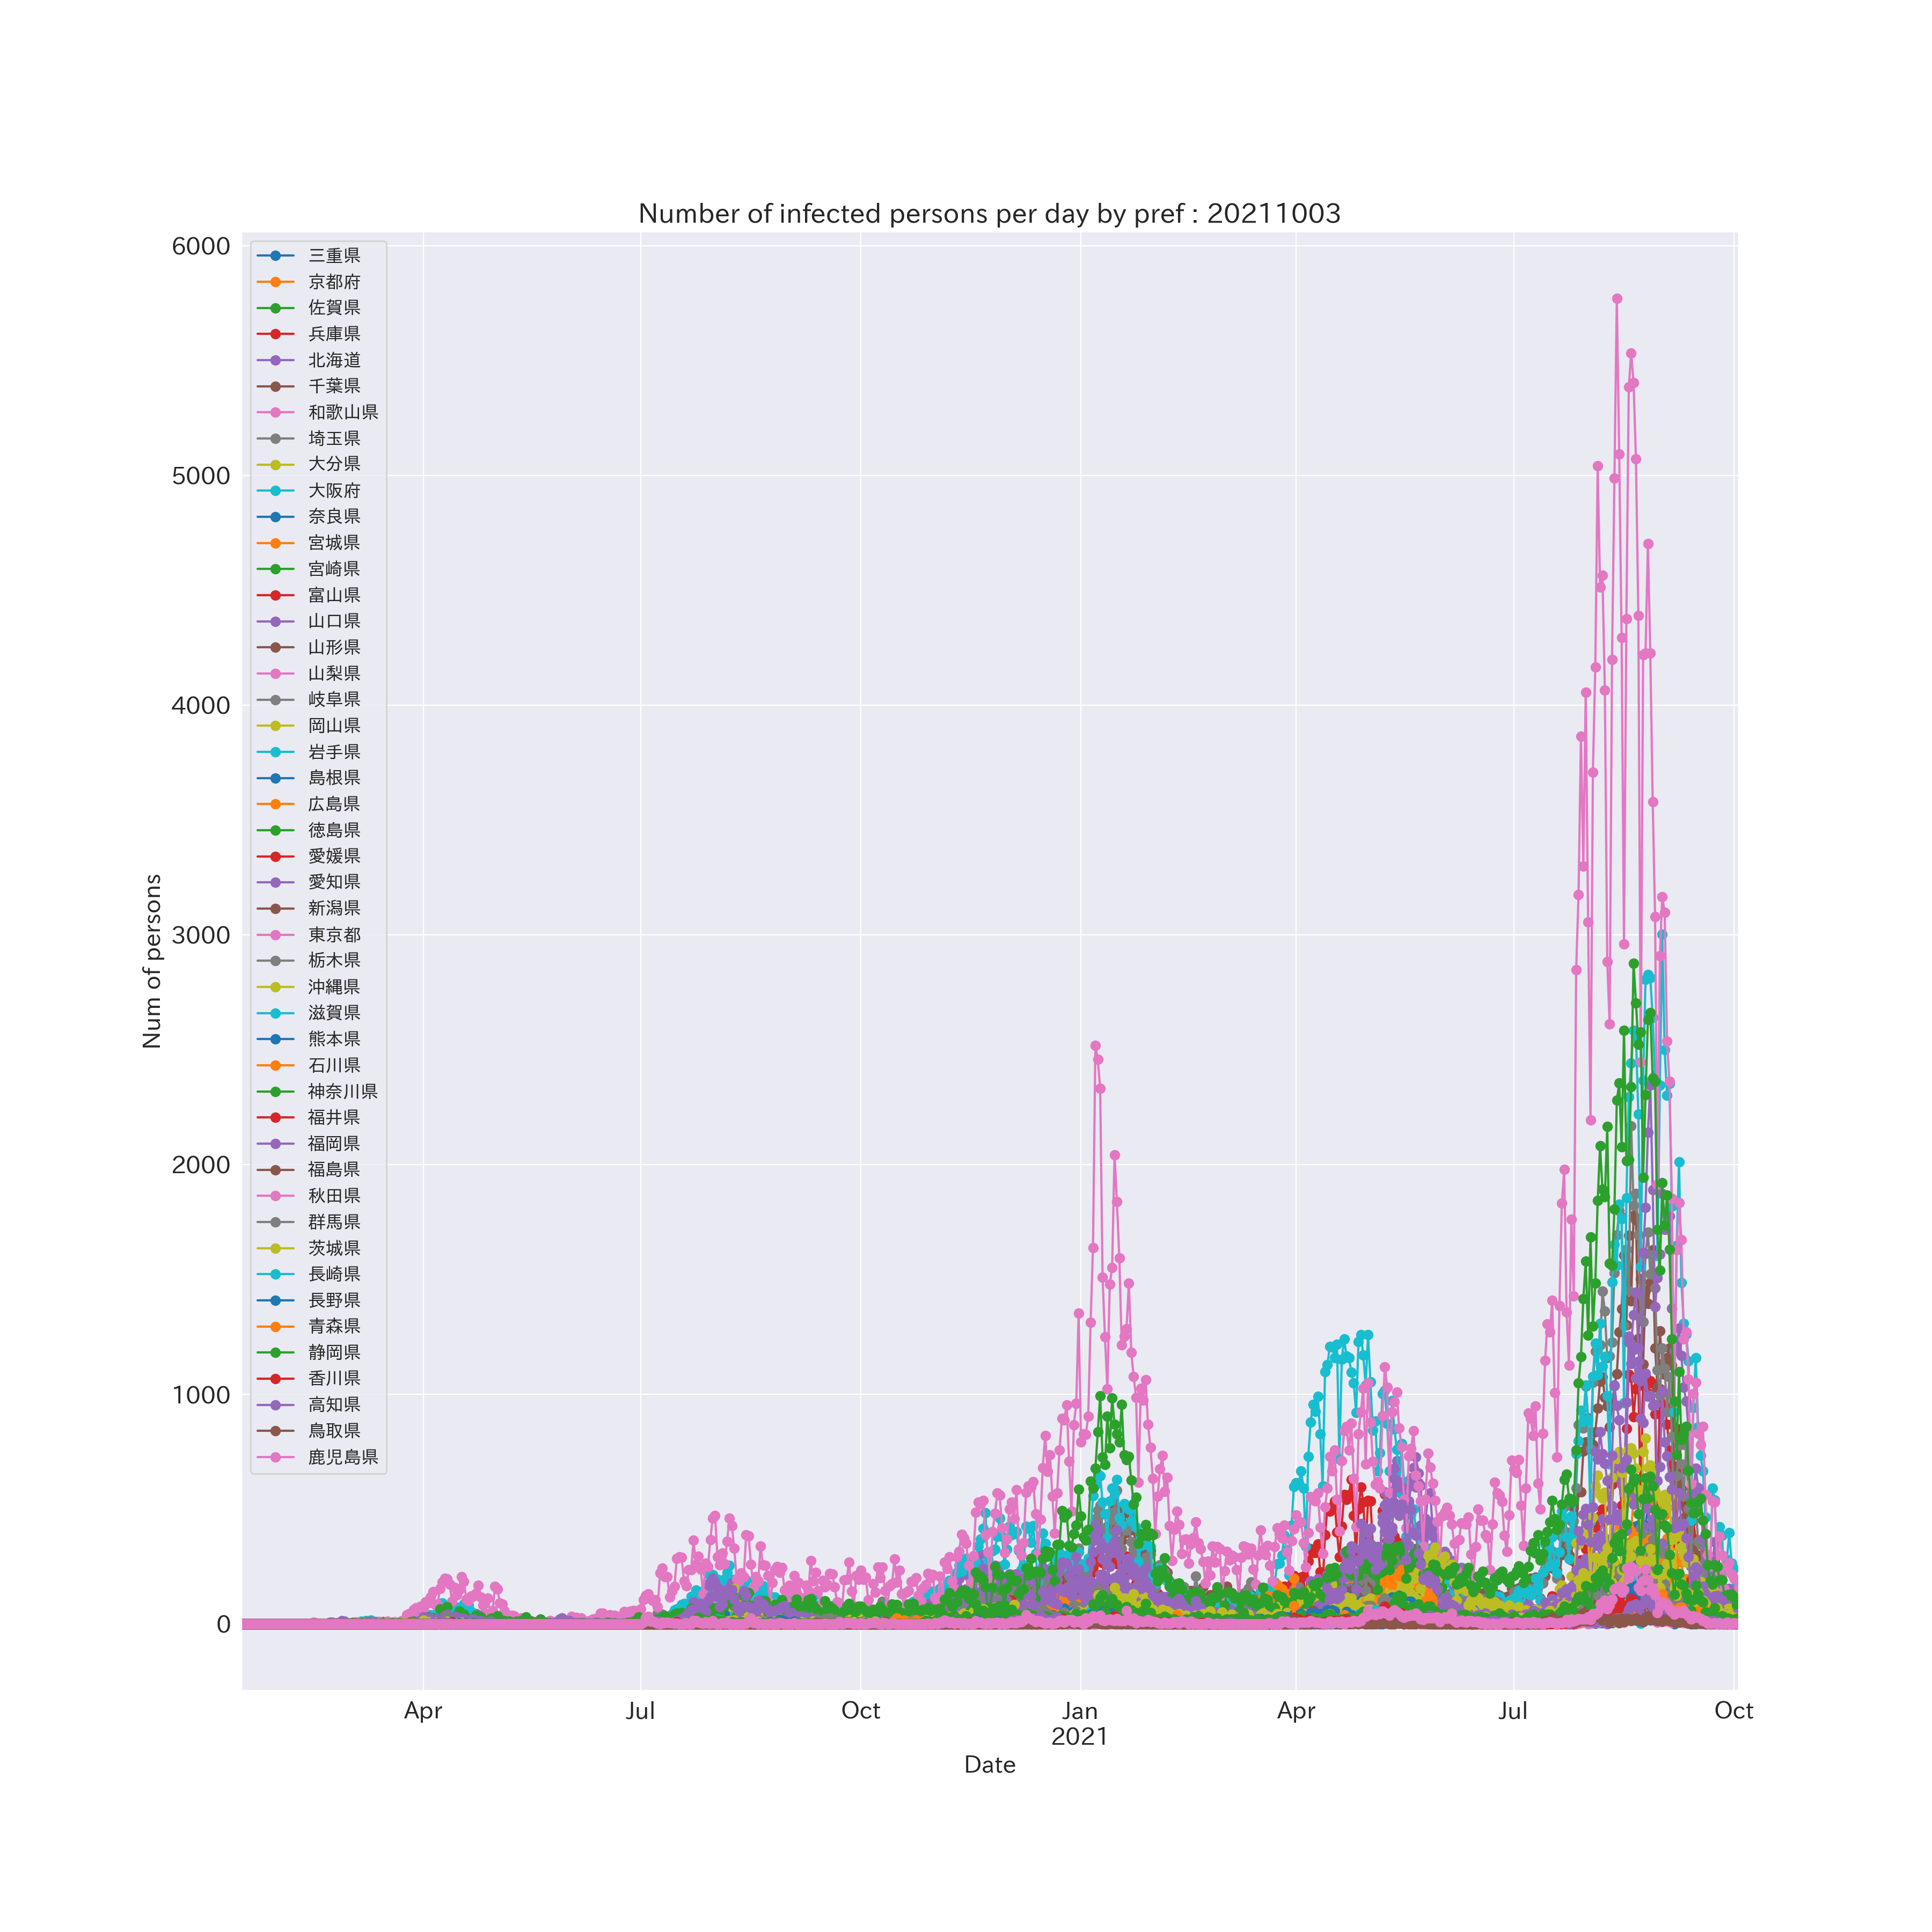 Number of infected persons per day by pref : 20211003
6000
5000
4000
3000
2000
1000
0
Num of persons
三重県
京都府
佐賀県
兵庫県
北海道
千葉県
和歌山県
埼玉県
大分県
大阪府
奈良県
宮城県
宮崎県
富山県
山口県
山形県
山梨県
岐阜県
岡山県
岩手県
島根県
広島県
徳島県
愛媛県
愛知県
新潟県
東京都
栃木県
沖縄県
滋賀県
熊本県
石川県
神奈川県
福井県
福岡県
福島県
秋田県
群馬県
茨城県
長崎県
長野県
青森県
静岡県
香川県
高知県
鳥取県
鹿児島県
Apr
Jul
Oct
Jan
2021
Apr
Jul
Oct
Date